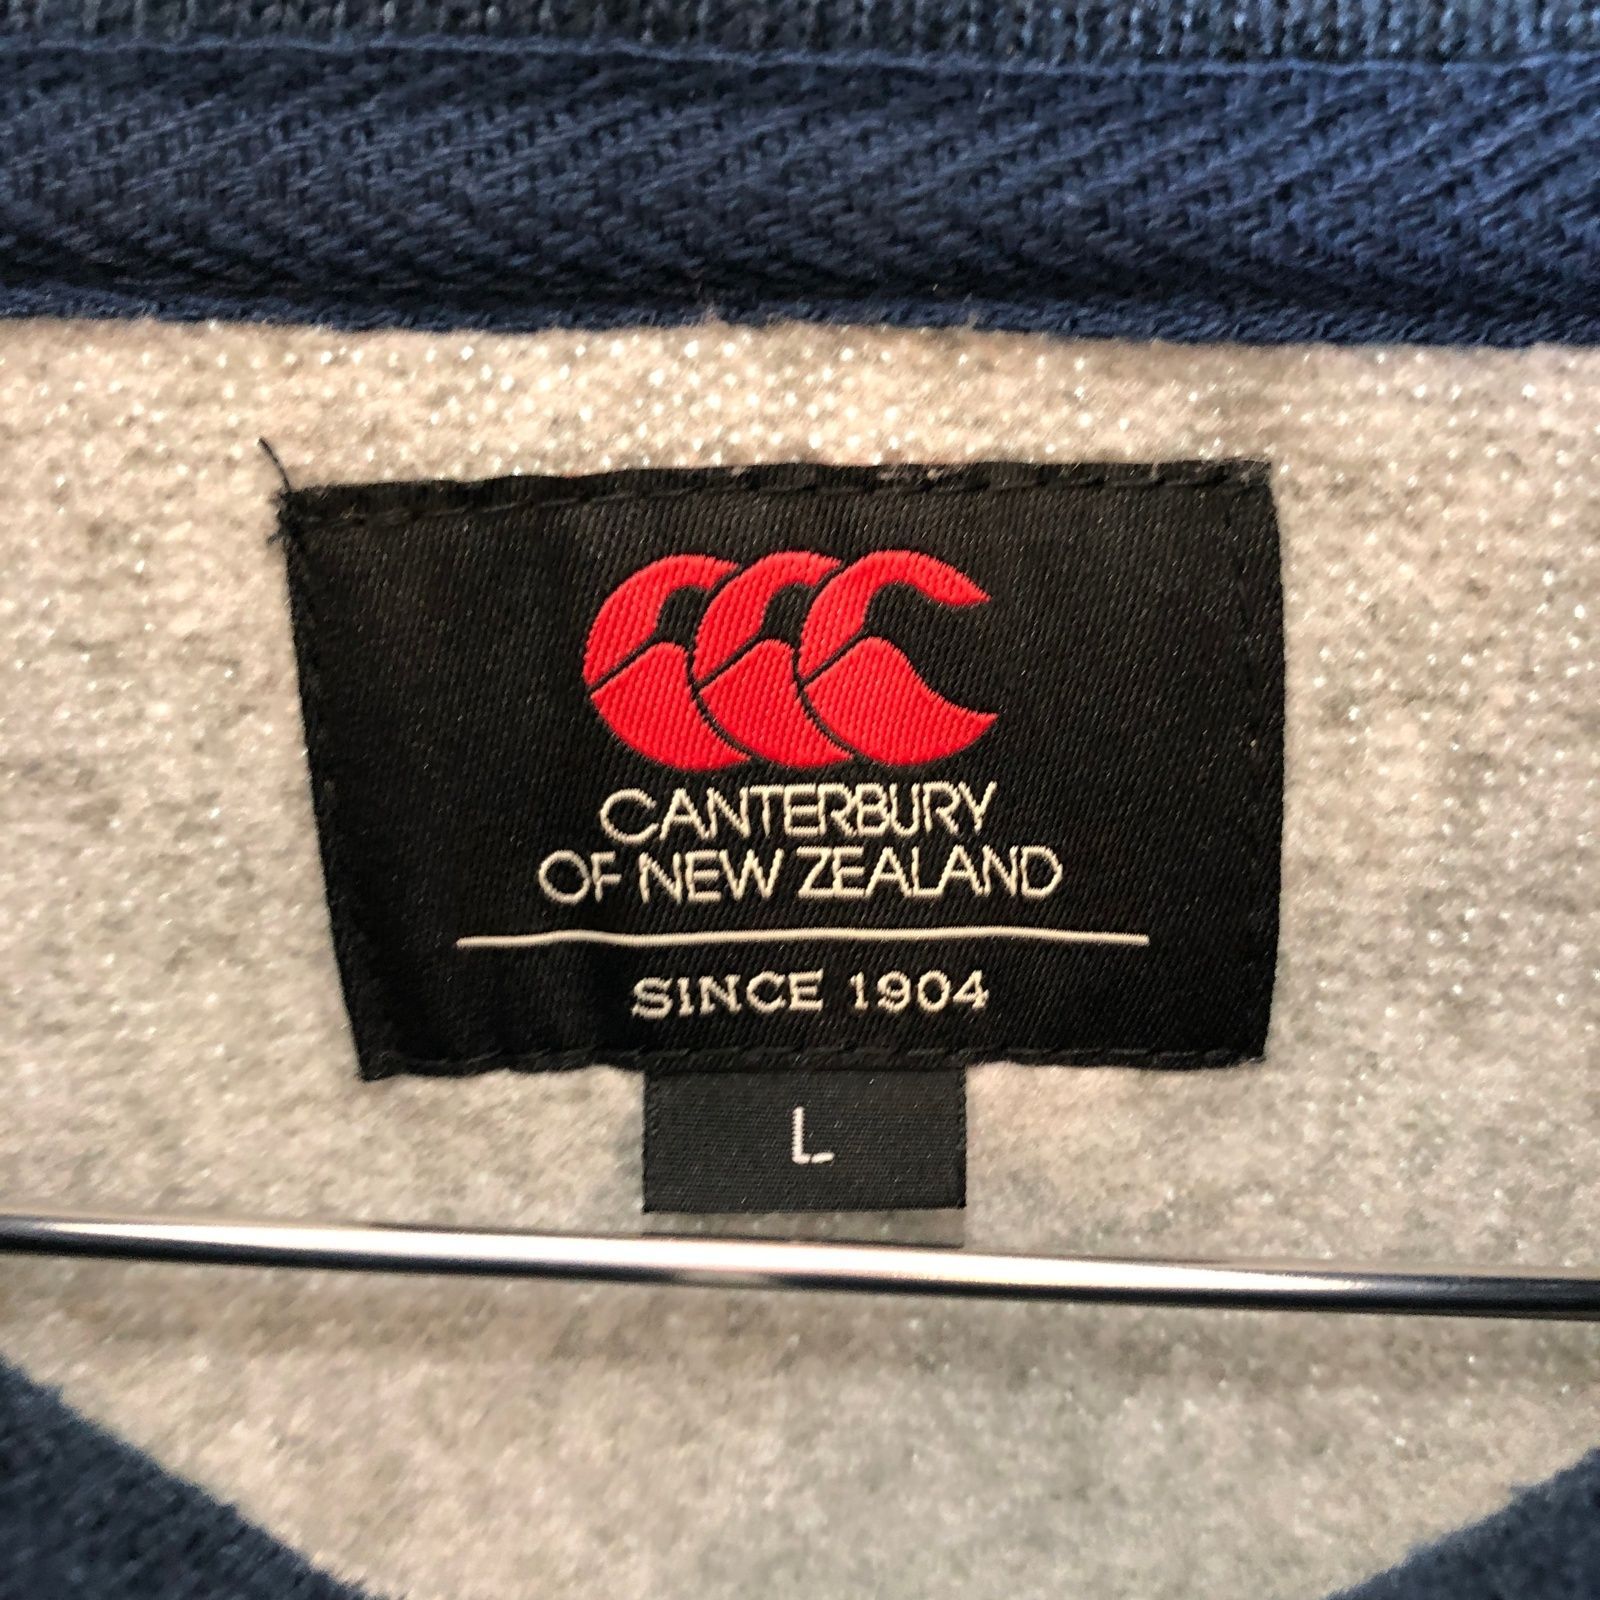 CANTERBURY
OF NEW ZEALAND
SINCE 1904
L